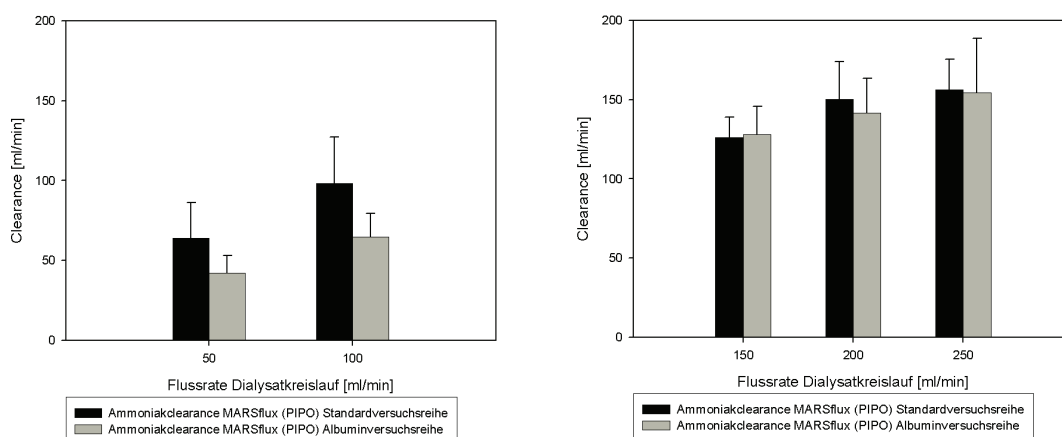 200
150
100
50
0
Clearance [ml/min]
50
100
Flussrate Dialysatkreislauf [ml/min]
Ammoniakclearance MARSflux (PIPO) Standardversuchsreihe
Ammoniakclearance MARSflux (PIPO) Albuminversuchsreihe
200
150
100
50
0
Clearance [ml/min]
150
200
250
Flussrate Dialysatkreislauf [ml/min]
Ammoniakclearance MARSflux (PIPO) Standardversuchsreihe
Ammoniakclearance MARSflux (PIPO) Albuminversuchsreihe